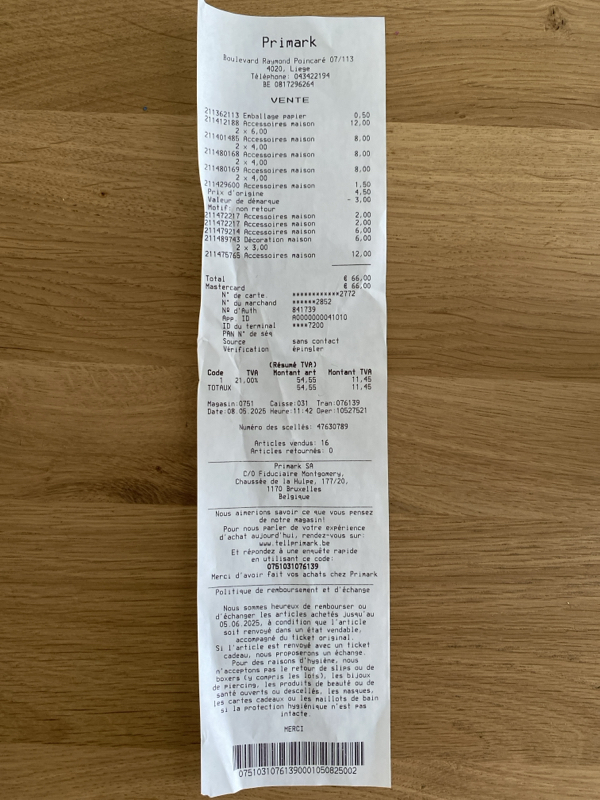 Primark
Boulevard Raymond Poincaré 07/113
4020, Liege
Téléphone: 043422194
BE 0817296264
VENTE
211362113 Emballage papier 0,50
211412188 Accessoires maison 12,00
2 x 6,00
211401485 Accessoires maison 8,00
2 x 4,00
211480168 Accessoires maison 8,00
2 x 4,00
211480169 Accessoires maison 8,00
2 x 4,00
211429600 Accessoires maison 1,50
Prix d'origine 4,50
Valeur de démarque - 3,00
Motif: non retour
211472217 Accessoires maison 2,00
211472217 Accessoires maison 2,00
211479214 Accessoires maison 6,00
211489743 Décoration maison 6,00
2 x 3,00
211475765 Accessoires maison 12,00
Total € 66,00
Mastercard € 66,00
N° de carte ************2772
N° du marchand ******2852
Nº d'Auth 841739
App. ID A0000000041010
ID du terminal ****7200
PAN N° de séq
Source sans contact
Vérification épingler
(Résumé TVA)
Code TVA Montant art Montant TVA
1 21,00% 54,55 11,45
TOTAUX 54,55 11,45
Magasin:0751 Caisse:031 Tran:076139
Date:08.05.2025 Heure:11:42 Oper:10527521
Numéro des scellés: 47630789
Articles vendus: 16
Articles retournés: 0
Primark SA
C/O Fiduciaire Montgomery,
Chaussée de la Hulpe, 177/20,
1170 Bruxelles
Belgique
Nous aimerions savoir ce que vous pensez
de notre magasin!
Pour nous parler de votre expérience
d'achat aujourd'hui, rendez-vous sur:
www.tellprimark.be
Et répondez à une enquête rapide
en utilisant ce code:
0751031076139
Merci d'avoir fait vos achats chez Primark
Politique de remboursement et d'échange
Nous sommes heureux de rembourser ou
d'échanger les articles achetés jusqu'au
05.06.2025, à condition que l'article
soit renvoyé dans un état vendable,
accompagné du ticket original.
Si l'article est renvoyé avec un ticket
cadeau, nous proposerons un échange.
Pour des raisons d'hygiène, nous
n'acceptons pas le retour de slips ou de
boxers (y compris les lots), les bijoux
de piercing, les produits de beauté ou de
santé ouverts ou descellés, les masques,
les cartes cadeaux ou les maillots de bain
si la protection hygiénique n'est pas
intacte.
MERCI
07510310761390001050825002